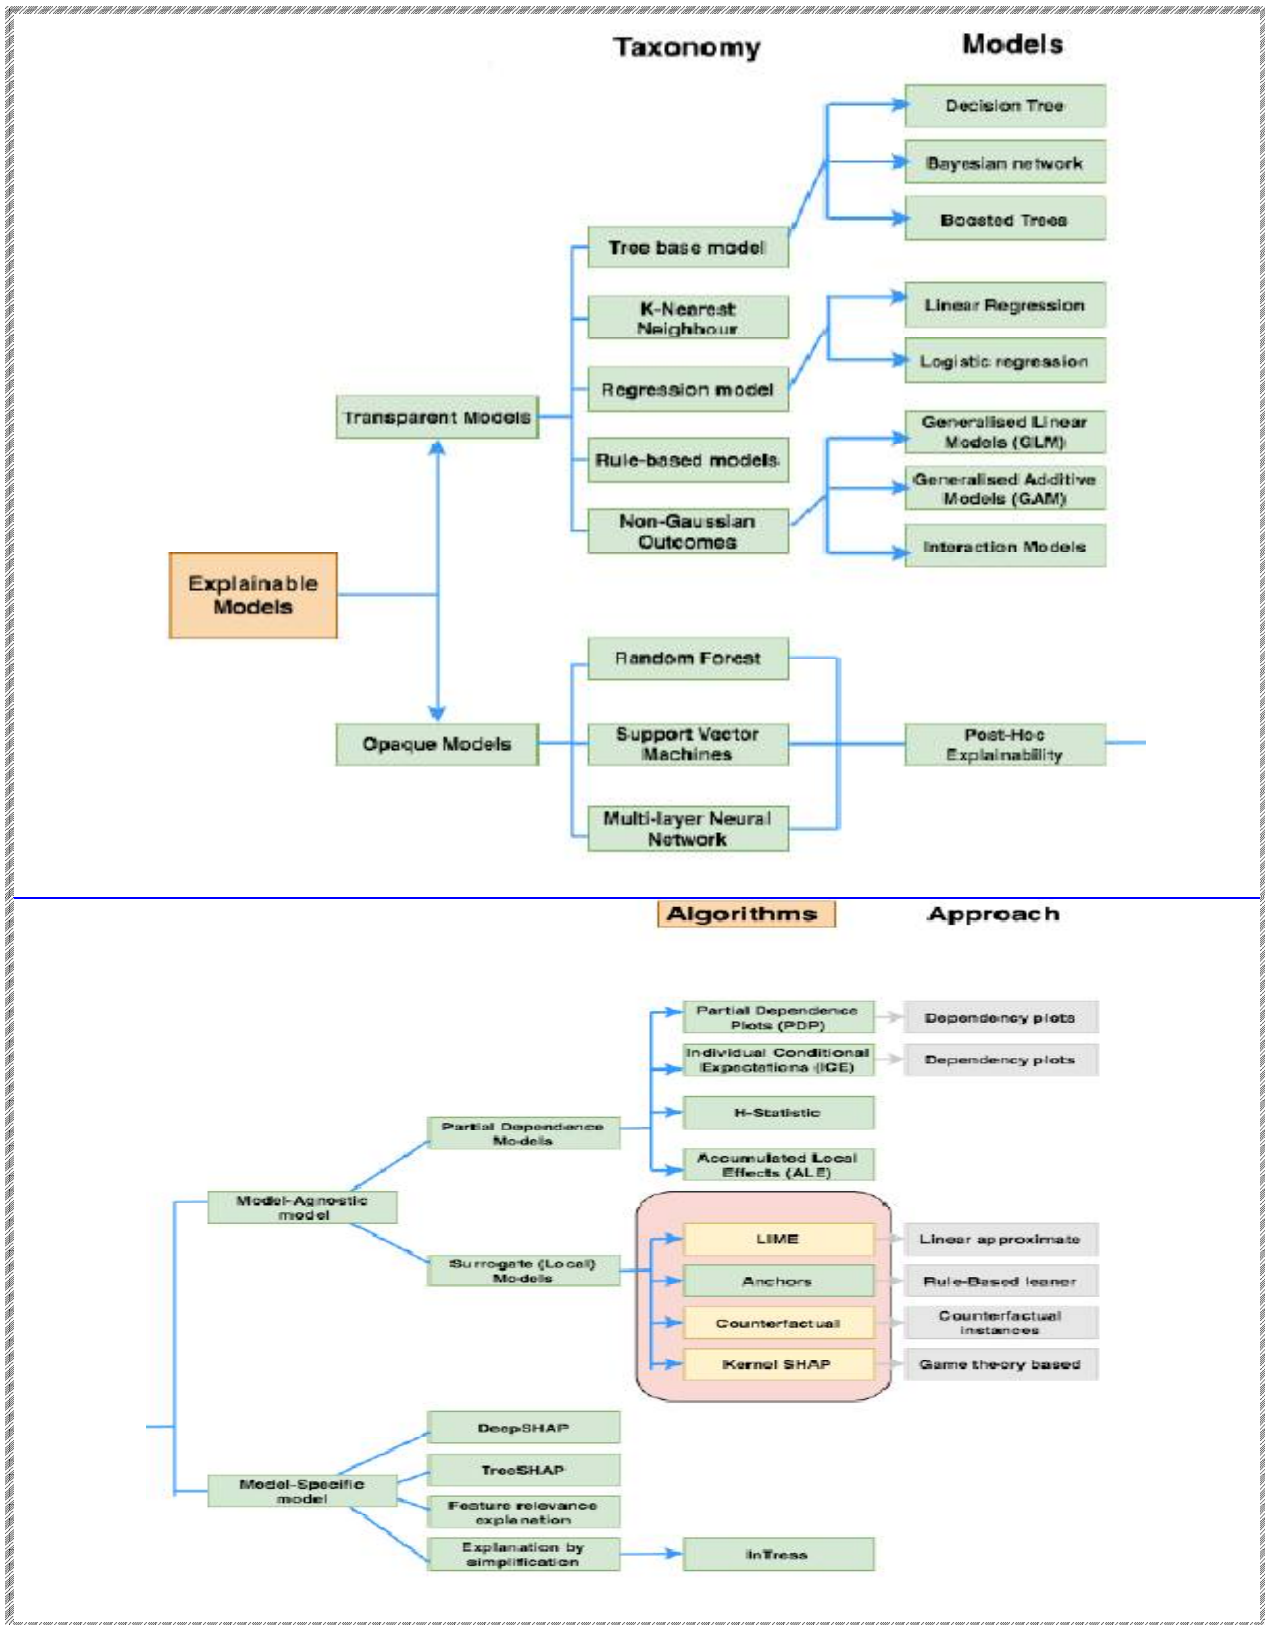 Taxonomy
Models
Decision Tree
Bayesian network
Boosted Trees
Tree base model
K-Nearest
Neighbour
Linear Regression
Logistic regression
Regression model
Transparent Models
Generalised Linear
Models (GLM)
Rule-based models
Generalised Additive
Models (GAM)
Non-Gaussian
Outcomes
Interaction Models
Explainable
Models
Random Forest
Opaque Models
Support Vector
Machines
Post-Hoc
Explainability
Multi-layer Neural
Network
Algorithms
Approach
Partial Dependence
Plots (PDP)
Dependency plots
Individual Conditional
Expectations (ICE)
Dependency plots
H-Statistic
Partial Dependence
Models
Accumulated Local
Effects (ALE)
Model-Agnostic
model
LIME
Linear approximate
Surrogate (Local)
Models
Anchors
Rule-Based leaner
Counterfactual
Counterfactual
instances
Kernel SHAP
Game theory based
DeepSHAP
TreeSHAP
Model-Specific
model
Feature relevance
explanation
Explanation by
simplification
InTress